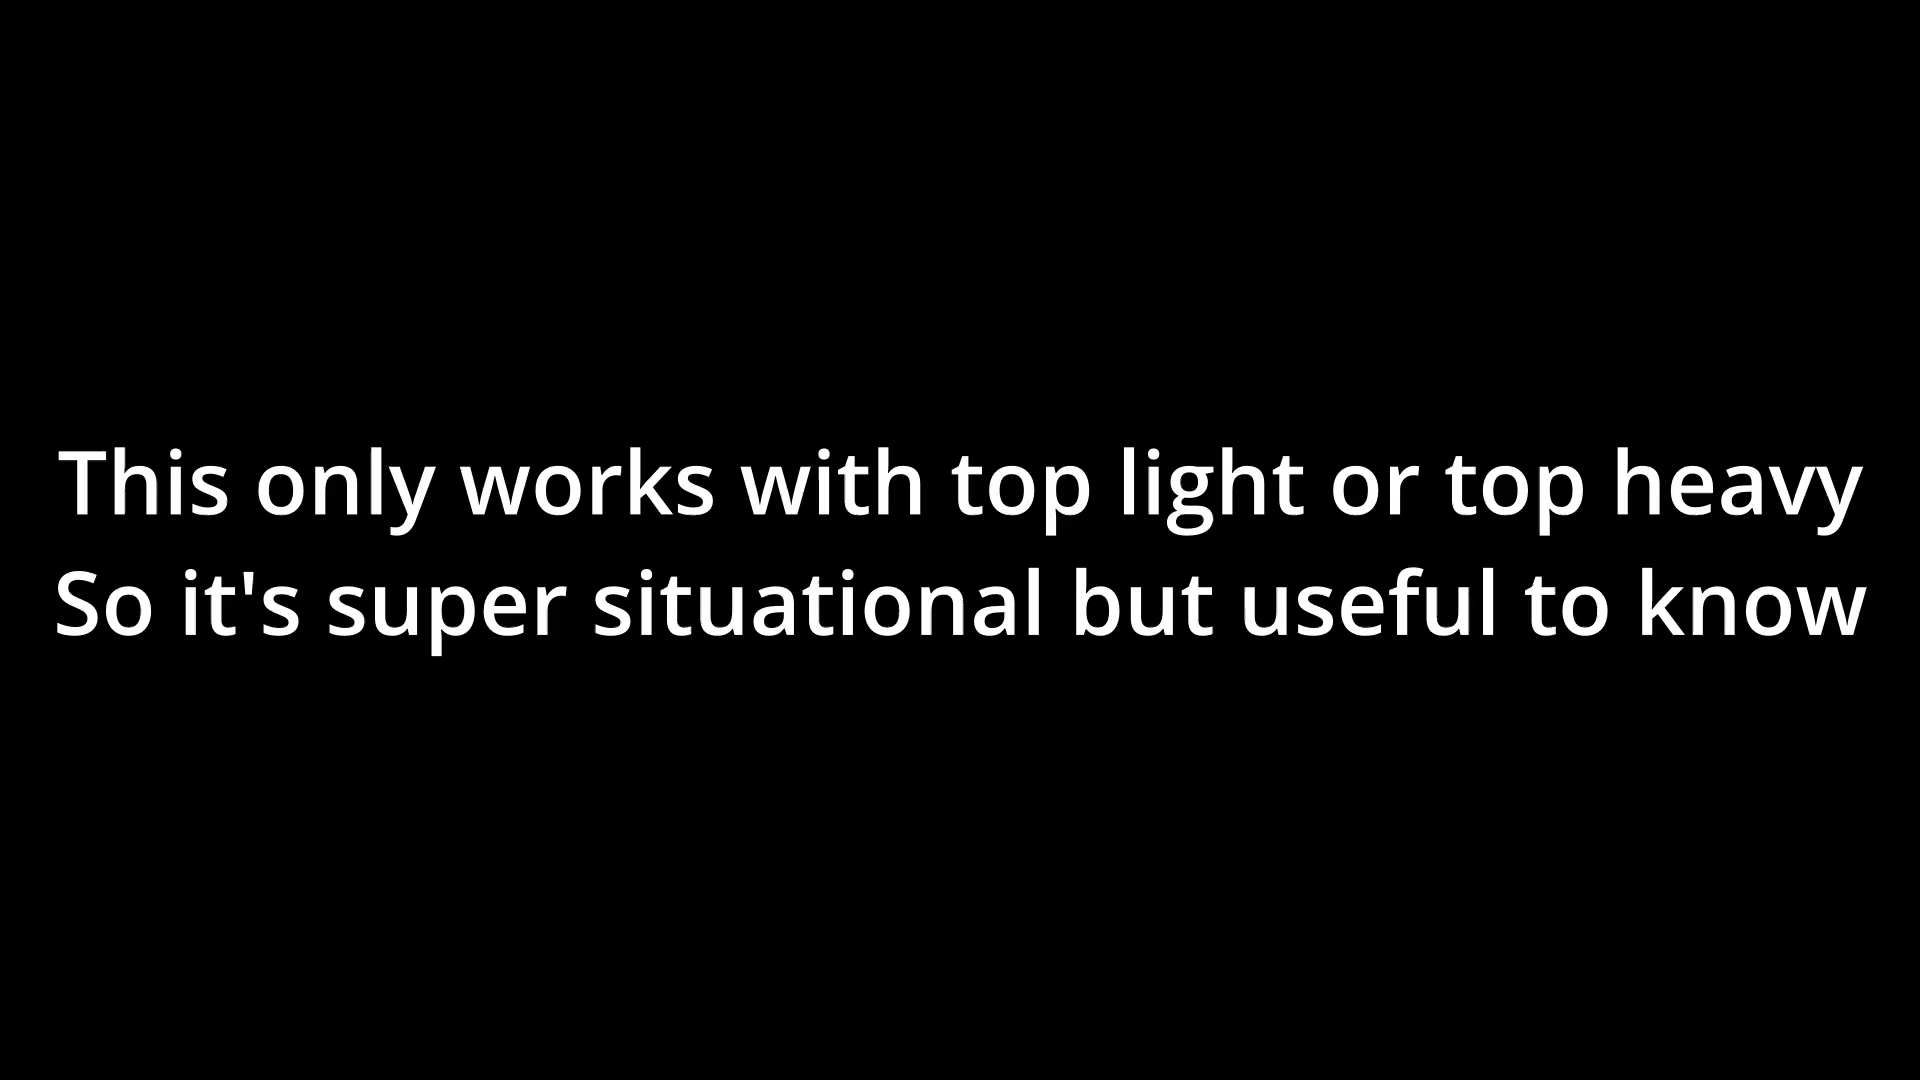 This only works with top light or top heavy
So it's super situational but useful to know